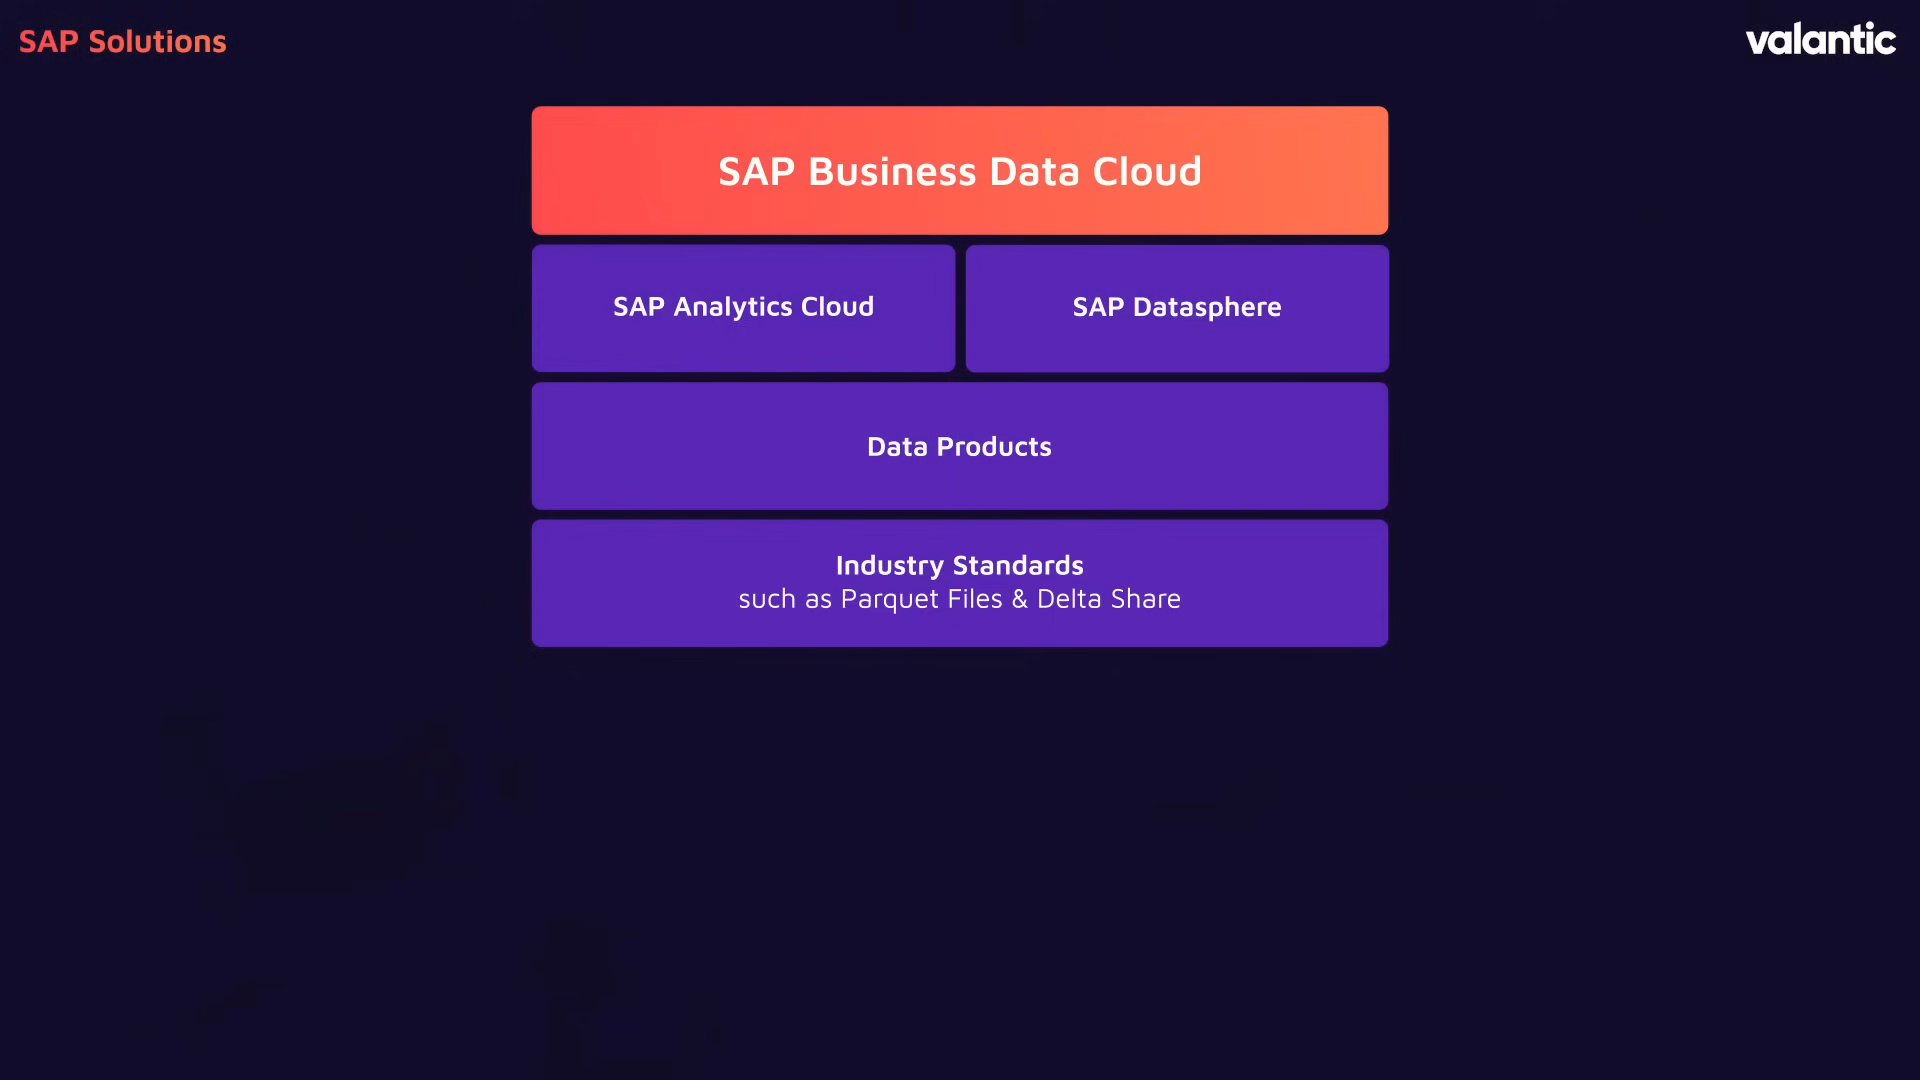 SAP Solutions
valantic
SAP Business Data Cloud
SAP Analytics Cloud
SAP Datasphere
Data Products
Industry Standards
such as Parquet Files & Delta Share